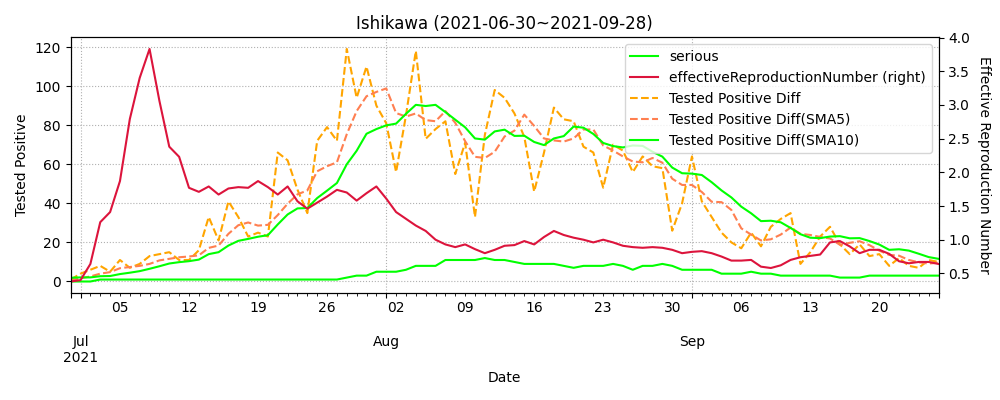 Ishikawa (2021-06-30~2021-09-28)
Tested Positive
120
100
80
60
40
20
0
4.0
3.5
3.0
2.5
2.0
1.5
1.0
0.5
Effective Reproduction Number
serious
effectiveReproductionNumber (right)
Tested Positive Diff
Tested Positive Diff(SMA5)
Tested Positive Diff(SMA10)
05 12 19 26 02 09 16 23 30 06 13 20
Jul Aug Sep
2021
Date